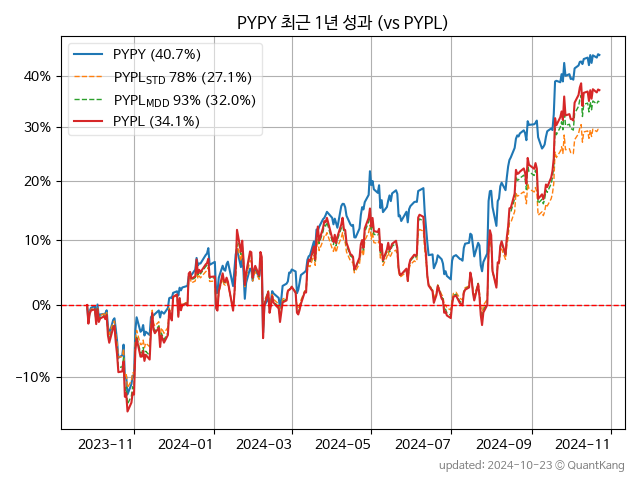 PYPY 최근 1년 성과 (vs PYPL)
PYPY (40.7%)
PYPL_STD 78% (27.1%)
PYPL_MDD 93% (32.0%)
PYPL (34.1%)
40%
30%
20%
10%
0%
−10%
2023-11 2024-01 2024-03 2024-05 2024-07 2024-09 2024-11
updated: 2024-10-23 © QuantKang